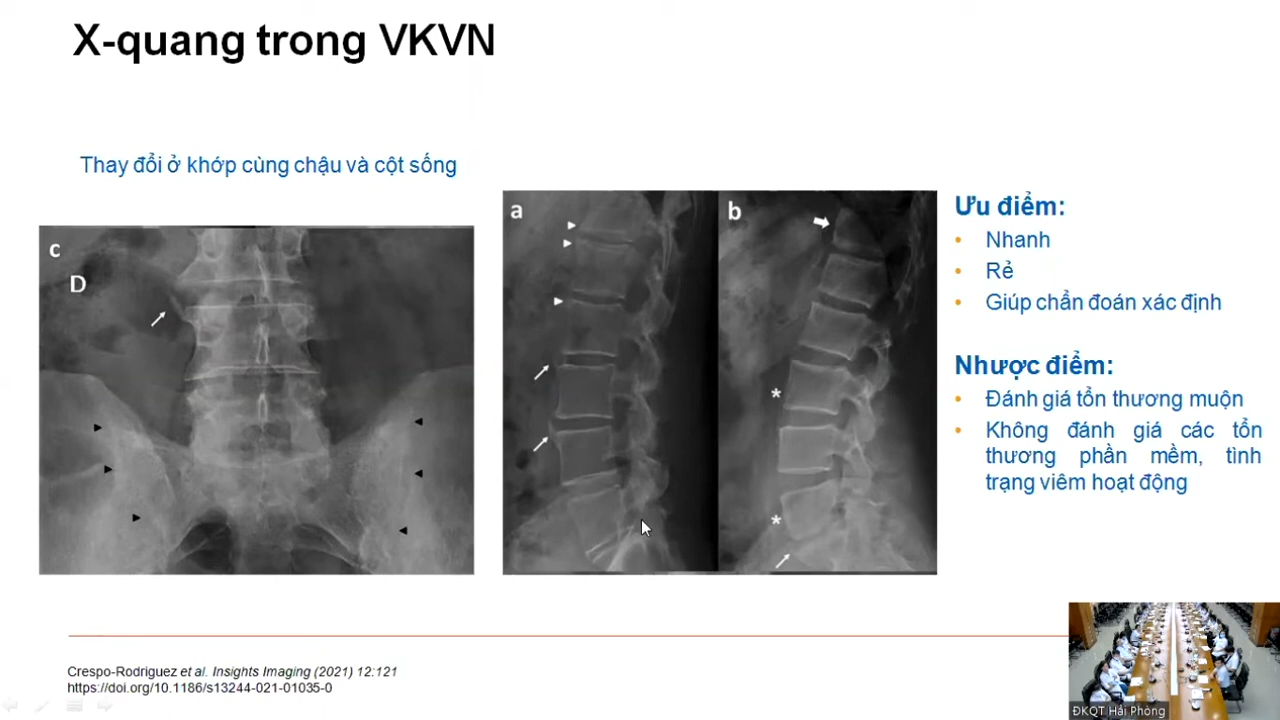 X-quang trong VKVN
Thay đổi ở khớp cùng chậu và cột sống
c
D
a
b
*
*
Ưu điểm:
• Nhanh
• Rẻ
• Giúp chẩn đoán xác định
Nhược điểm:
• Đánh giá tổn thương muộn
• Không đánh giá các tổn
thương phần mềm, tình
trạng viêm hoạt động
Crespo-Rodriguez et al. Insights Imaging (2021) 12:121
https://doi.org/10.1186/s13244-021-01035-0
ĐKQT Hải Phòng